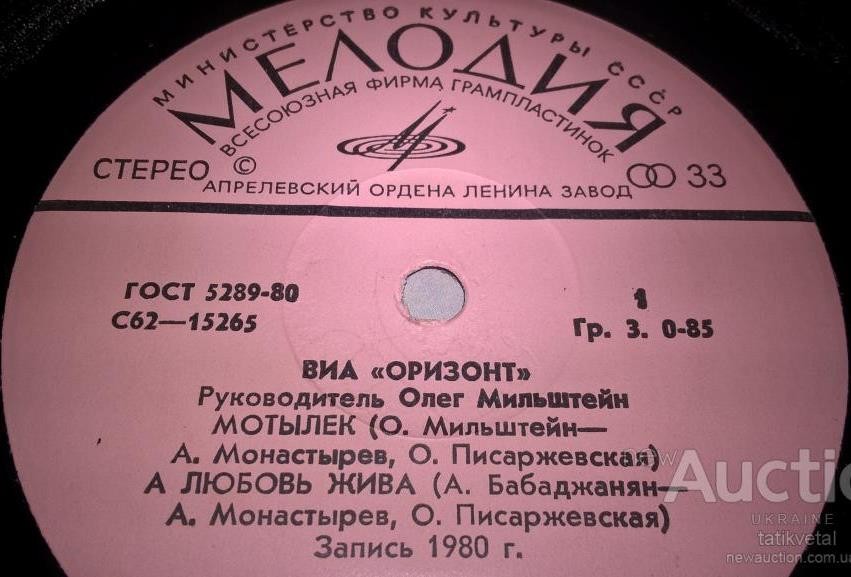 МИНИСТЕРСТВО КУЛЬТУРЫ СССР
МЕЛОДИЯ
ВСЕСОЮЗНАЯ ФИРМА ГРАМПЛАСТИНОК
СТЕРЕО © 33
АПРЕЛЕВСКИЙ ОРДЕНА ЛЕНИНА ЗАВОД
ГОСТ 5289-80 1
С62—15265 Гр. 3. 0-85
ВИА «ОРИЗОНТ»
Руководитель Олег Мильштейн
МОТЫЛЕК (О. Мильштейн—
А. Монастырев, О. Писаржевская)
А ЛЮБОВЬ ЖИВА (А. Бабаджанян—
А. Монастырев, О. Писаржевская)
Запись 1980 г.
new
Auctio
UKRAINE
tatikvetal
newauction.com.ua